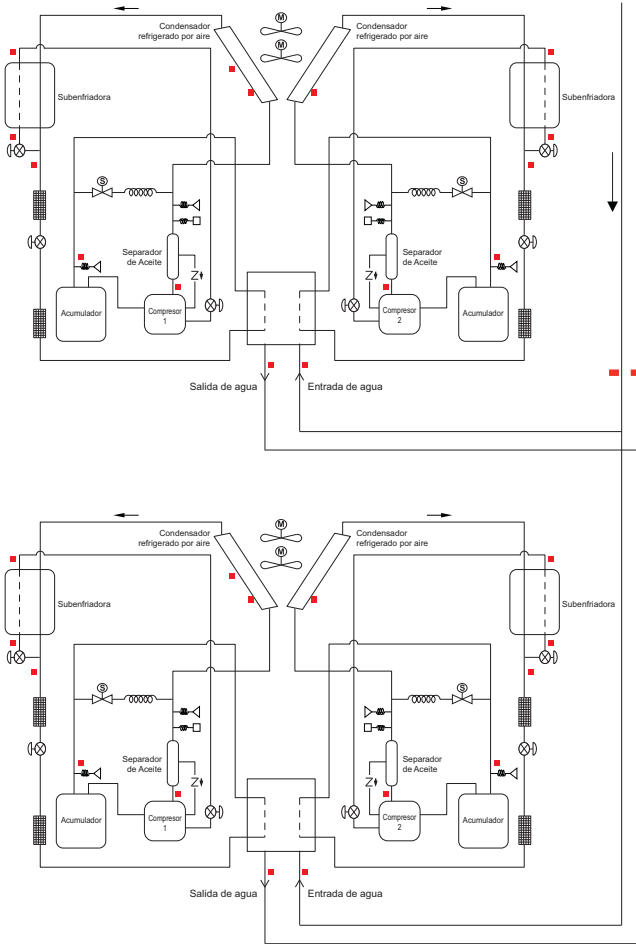 M
Condensador
refrigerado por aire
M
Condensador
refrigerado por aire
Subenfriadora
Subenfriadora
S
S
Separador
de Aceite
Separador
de Aceite
Acumulador
Compresor
1
Compresor
2
Acumulador
Salida de agua
Entrada de agua
M
Condensador
refrigerado por aire
M
Condensador
refrigerado por aire
Subenfriadora
Subenfriadora
S
S
Separador
de Aceite
Separador
de Aceite
Acumulador
Compresor
1
Compresor
2
Acumulador
Salida de agua
Entrada de agua